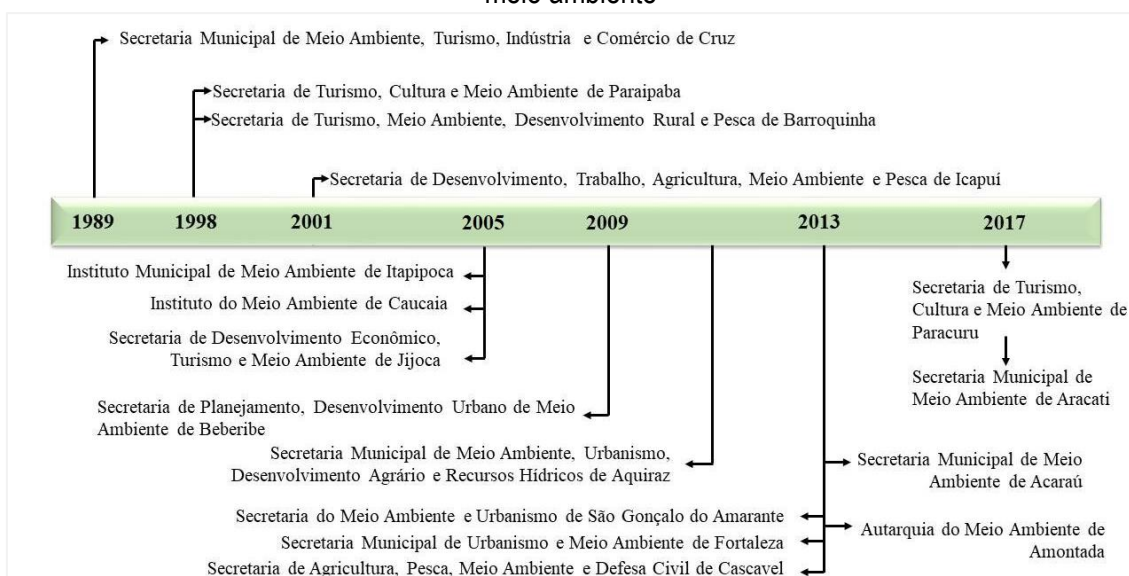 meio ambiente
Secretaria Municipal de Meio Ambiente, Turismo, Indústria e Comércio de Cruz
Secretaria de Turismo, Cultura e Meio Ambiente de Paraipaba
Secretaria de Turismo, Meio Ambiente, Desenvolvimento Rural e Pesca de Barroquinha
Secretaria de Desenvolvimento, Trabalho, Agricultura, Meio Ambiente e Pesca de Icapuí
1989 1998 2001 2005 2009 2013 2017
Instituto Municipal de Meio Ambiente de Itapipoca
Instituto do Meio Ambiente de Caucaia
Secretaria de Desenvolvimento Econômico,
Turismo e Meio Ambiente de Jijoca
Secretaria de Planejamento, Desenvolvimento Urbano de Meio
Ambiente de Beberibe
Secretaria Municipal de Meio Ambiente, Urbanismo,
Desenvolvimento Agrário e Recursos Hídricos de Aquiraz
Secretaria do Meio Ambiente e Urbanismo de São Gonçalo do Amarante
Secretaria Municipal de Urbanismo e Meio Ambiente de Fortaleza
Secretaria de Agricultura, Pesca, Meio Ambiente e Defesa Civil de Cascavel
Secretaria de Turismo,
Cultura e Meio Ambiente de
Paracuru
Secretaria Municipal de
Meio Ambiente de Aracati
Secretaria Municipal de Meio
Ambiente de Acaraú
Autarquia do Meio Ambiente de
Amontada